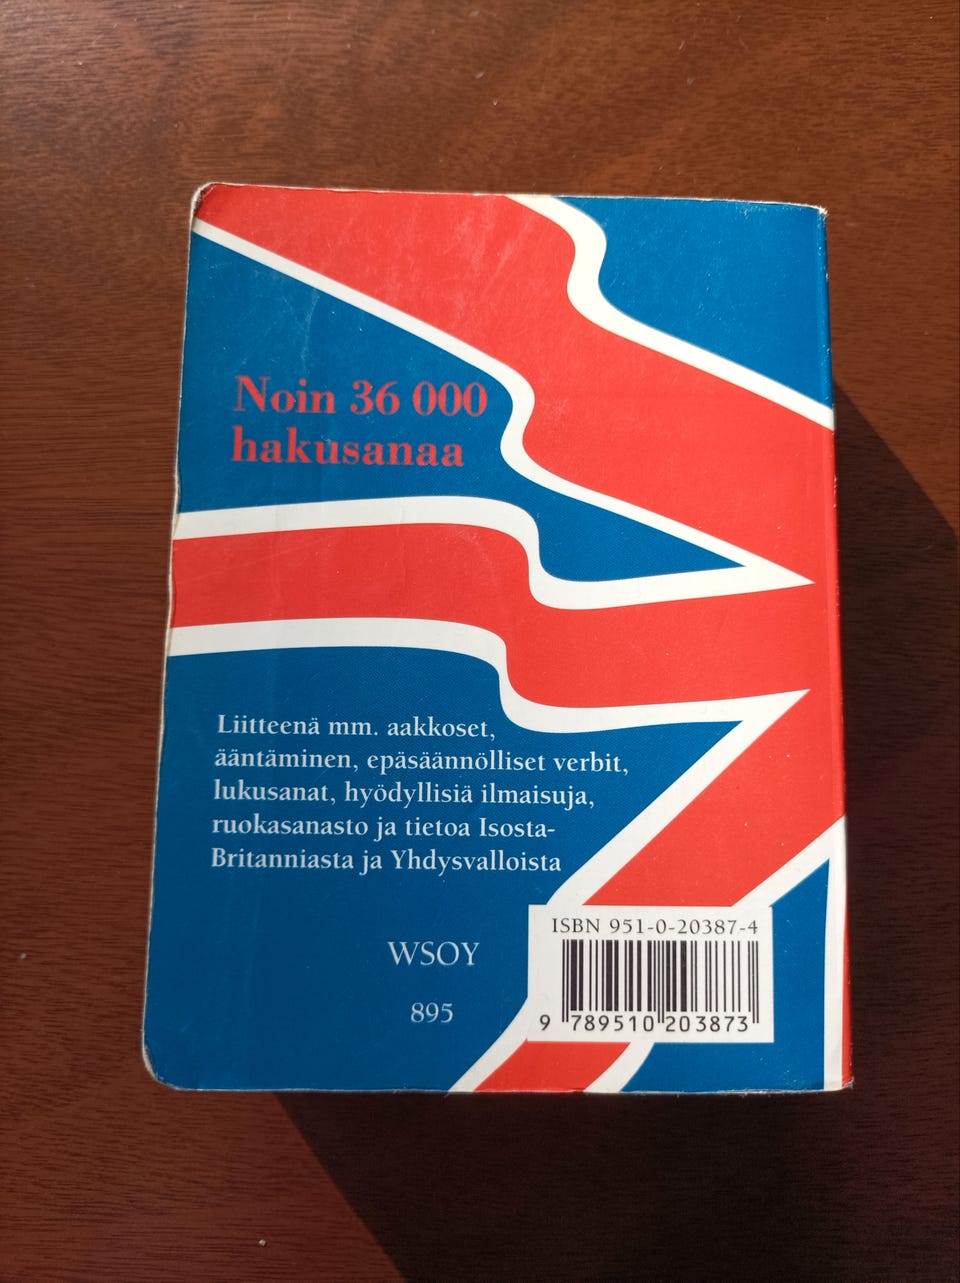 Noin 36 000
hakusanaa
Liitteenä mm. aakkoset,
ääntäminen, epäsäännölliset verbit,
lukusanat, hyödyllisiä ilmaisuja,
ruokasanasto ja tietoa Isosta-
Britanniasta ja Yhdysvalloista
WSOY
895
ISBN 951-0-20387-4
9 789510 203873